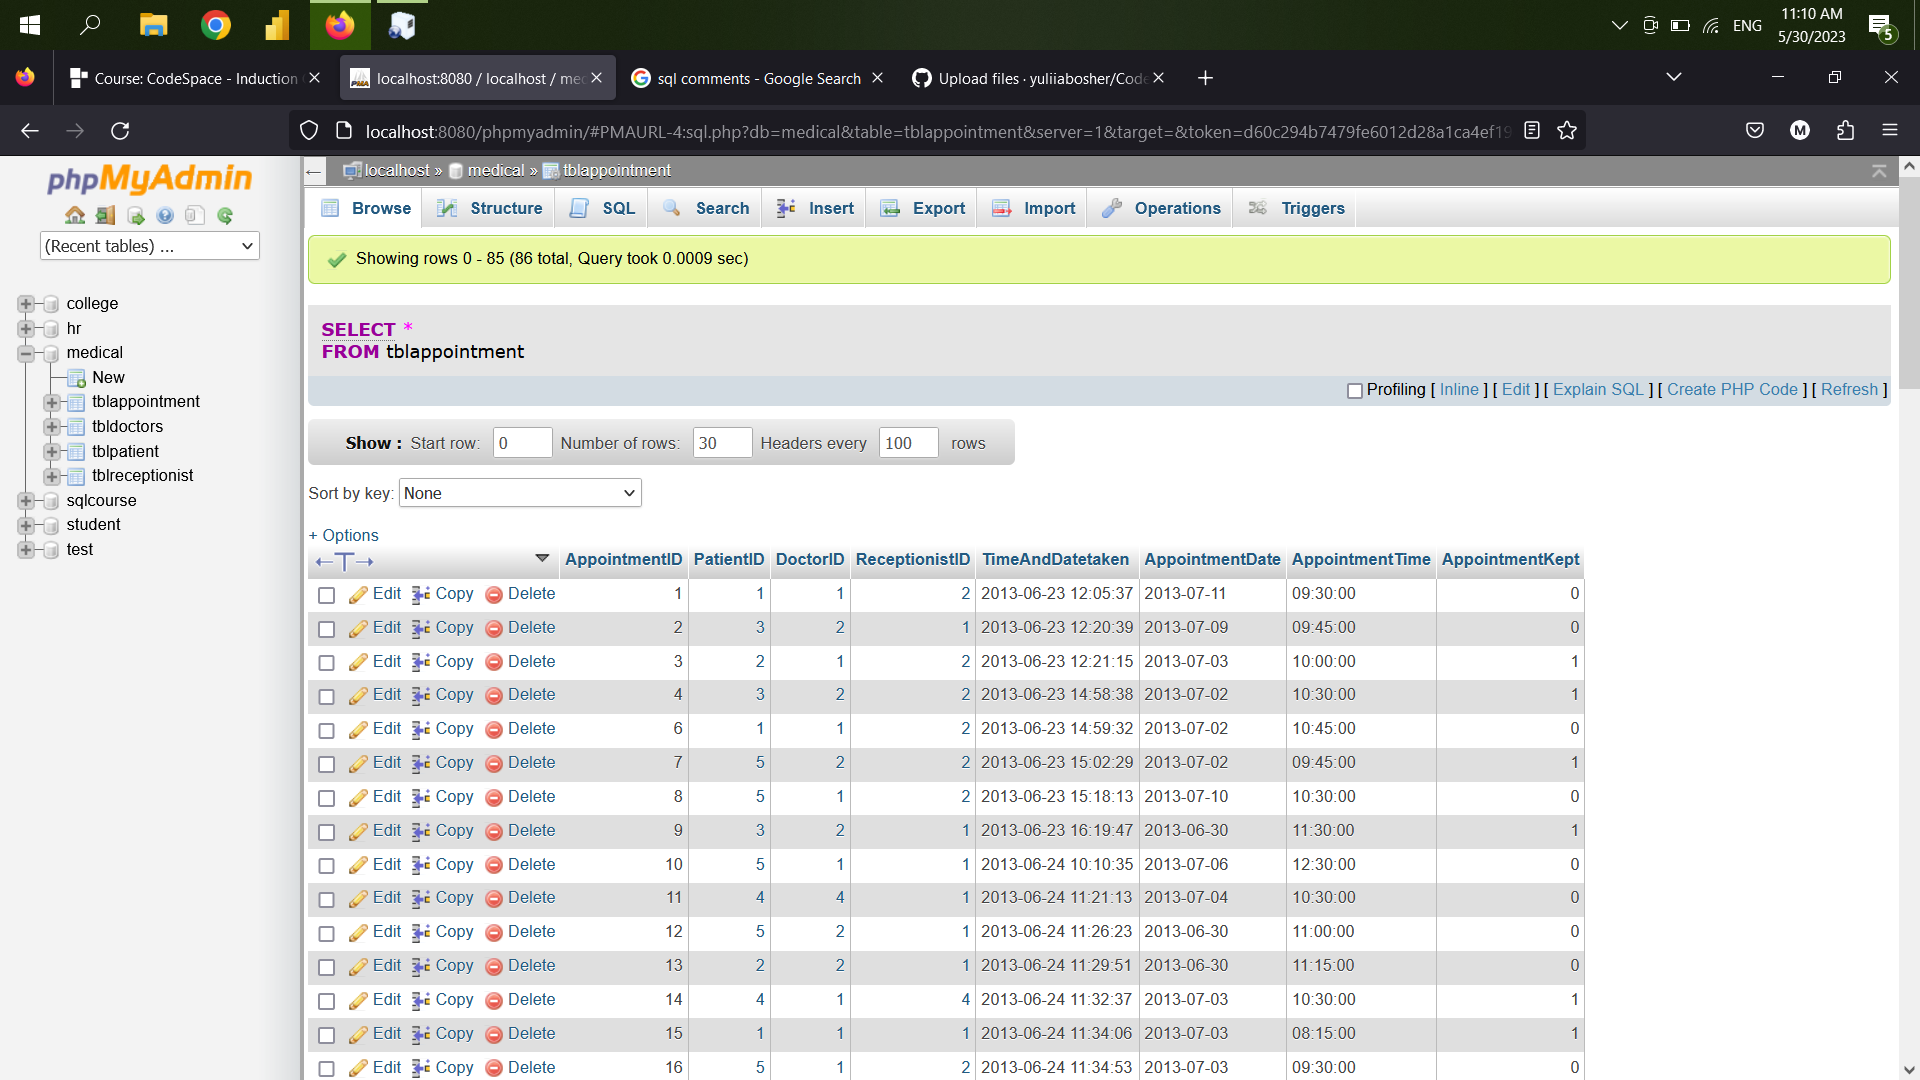 ENG
11:10 AM
5/30/2023
5
Course: CodeSpace - Induction
localhost:8080 / localhost / med
sql comments - Google Search
Upload files · yuliiabosher/Code
localhost:8080/phpmyadmin/#PMAURL-4:sql.php?db=medical&table=tblappointment&server=1&target=&token=d60c294b7479fe6012d28a1ca4ef19
M
phpMyAdmin
(Recent tables) ...
college
hr
medical
New
tblappointment
tbldoctors
tblpatient
tblreceptionist
sqlcourse
student
test
localhost » medical » tblappointment
Browse Structure SQL Search Insert Export Import Operations Triggers
Showing rows 0 - 85 (86 total, Query took 0.0009 sec)
SELECT *
FROM tblappointment
Profiling [ Inline ] [ Edit ] [ Explain SQL ] [ Create PHP Code ] [ Refresh ]
Show : Start row: 0 Number of rows: 30 Headers every 100 rows
Sort by key: None
+ Options
←T→ AppointmentID PatientID DoctorID ReceptionistID TimeAndDatetaken AppointmentDate AppointmentTime AppointmentKept
Edit Copy Delete 1 1 1 2 2013-06-23 12:05:37 2013-07-11 09:30:00 0
Edit Copy Delete 2 3 2 1 2013-06-23 12:20:39 2013-07-09 09:45:00 0
Edit Copy Delete 3 2 1 2 2013-06-23 12:21:15 2013-07-03 10:00:00 1
Edit Copy Delete 4 3 2 2 2013-06-23 14:58:38 2013-07-02 10:30:00 1
Edit Copy Delete 6 1 1 2 2013-06-23 14:59:32 2013-07-02 10:45:00 0
Edit Copy Delete 7 5 2 2 2013-06-23 15:02:29 2013-07-02 09:45:00 1
Edit Copy Delete 8 5 1 2 2013-06-23 15:18:13 2013-07-10 10:30:00 0
Edit Copy Delete 9 3 2 1 2013-06-23 16:19:47 2013-06-30 11:30:00 1
Edit Copy Delete 10 5 1 1 2013-06-24 10:10:35 2013-07-06 12:30:00 0
Edit Copy Delete 11 4 4 1 2013-06-24 11:21:13 2013-07-04 10:30:00 0
Edit Copy Delete 12 5 2 1 2013-06-24 11:26:23 2013-06-30 11:00:00 0
Edit Copy Delete 13 2 2 1 2013-06-24 11:29:51 2013-06-30 11:15:00 0
Edit Copy Delete 14 4 1 4 2013-06-24 11:32:37 2013-07-03 10:30:00 1
Edit Copy Delete 15 1 1 1 2013-06-24 11:34:06 2013-07-03 08:15:00 1
Edit Copy Delete 16 5 1 2 2013-06-24 11:34:53 2013-07-03 09:30:00 0